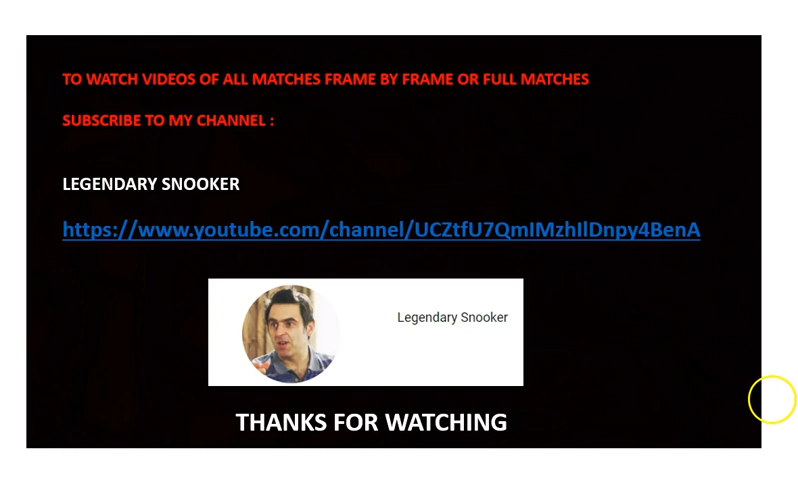 TO WATCH VIDEOS OF ALL MATCHES FRAME BY FRAME OR FULL MATCHES
SUBSCRIBE TO MY CHANNEL :
LEGENDARY SNOOKER
https://www.youtube.com/channel/UCZtfU7QmIMzhIlDnpy4BenA
Legendary Snooker
THANKS FOR WATCHING